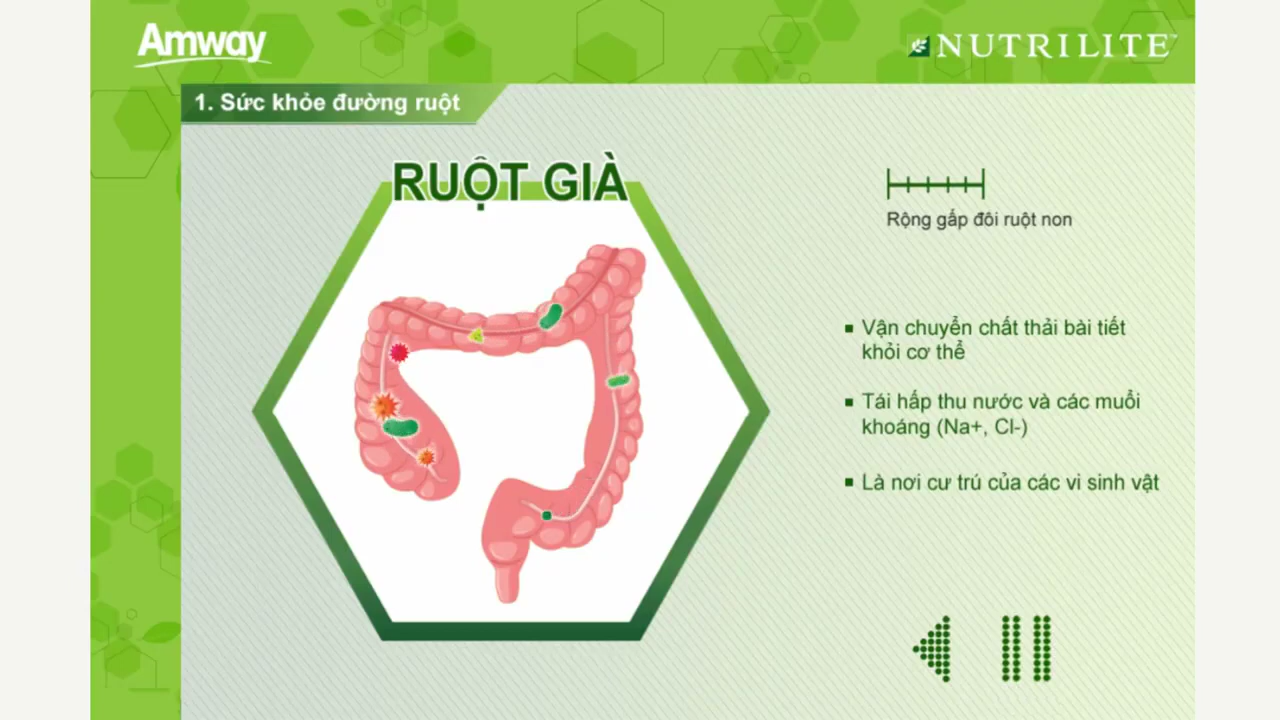 Amway
NUTRILITE™
1. Sức khỏe đường ruột
RUỘT GIÀ
Rộng gấp đôi ruột non
Vận chuyển chất thải bài tiết
khỏi cơ thể
Tái hấp thu nước và các muối
khoáng (Na+, Cl-)
Là nơi cư trú của các vi sinh vật